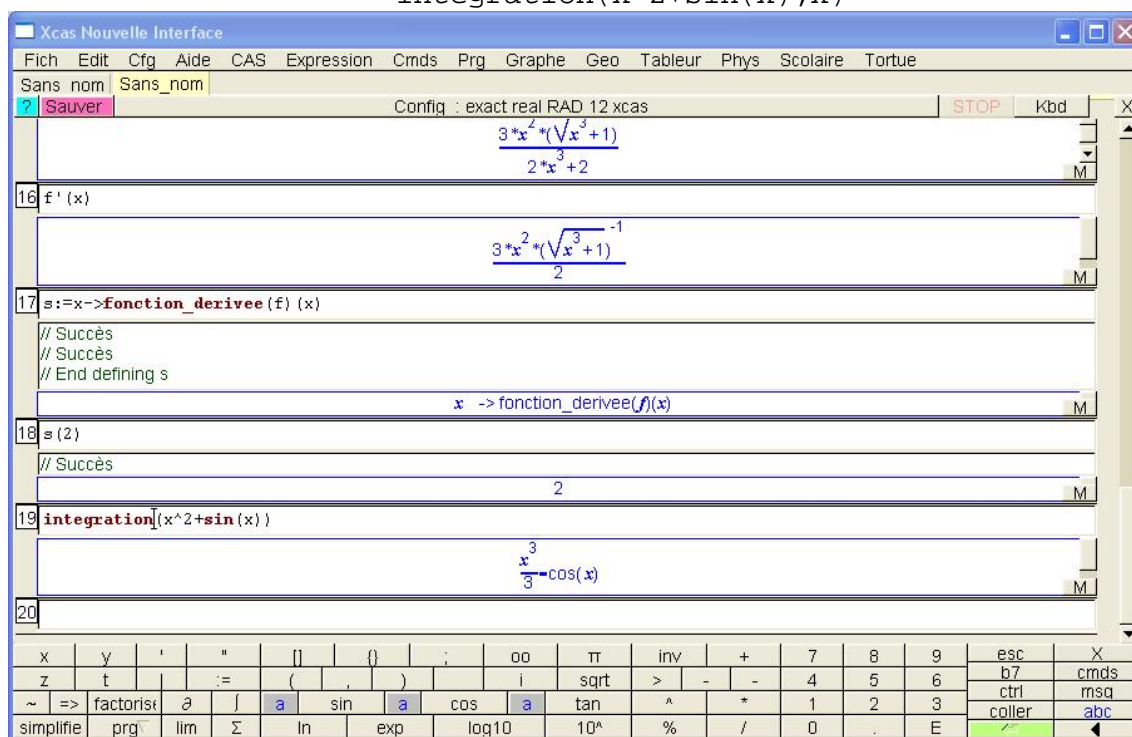 integration(x^2+sin(x),x)
Xcas Nouvelle Interface
Fich Edit Cfg Aide CAS Expression Cmds Prg Graphe Geo Tableur Phys Scolaire Tortue
Sans nom Sans_nom
? Sauver Config : exact real RAD 12 xcas STOP Kbd X
3*x^2*(√x^3+1)
2*x^3+2
M
16 f'(x)
3*x^2*(√x^3+1)^-1
2
M
17 s:=x->fonction_derivee(f)(x)
// Succès
// Succès
// End defining s
x -> fonction_derivee(f)(x)
M
18 s(2)
// Succès
2
M
19 integration(x^2+sin(x))
x^3
3 -cos(x)
M
20
x y ' " [] {} ; oo π inv + 7 8 9 esc X
z t | := ( , ) i sqrt > - - 4 5 6 b7 cmds
~ => factorise ∂ ∫ a sin a cos a tan ^ * 1 2 3 ctrl msg
coller abc
simplifie prg lim Σ ln exp log10 10^ % / 0 . E